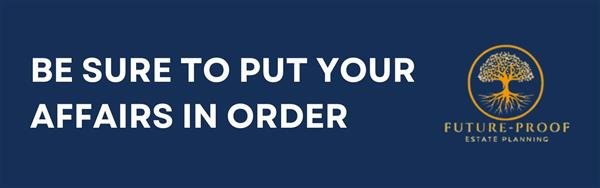 BE SURE TO PUT YOUR
AFFAIRS IN ORDER
FUTURE-PROOF
ESTATE PLANNING